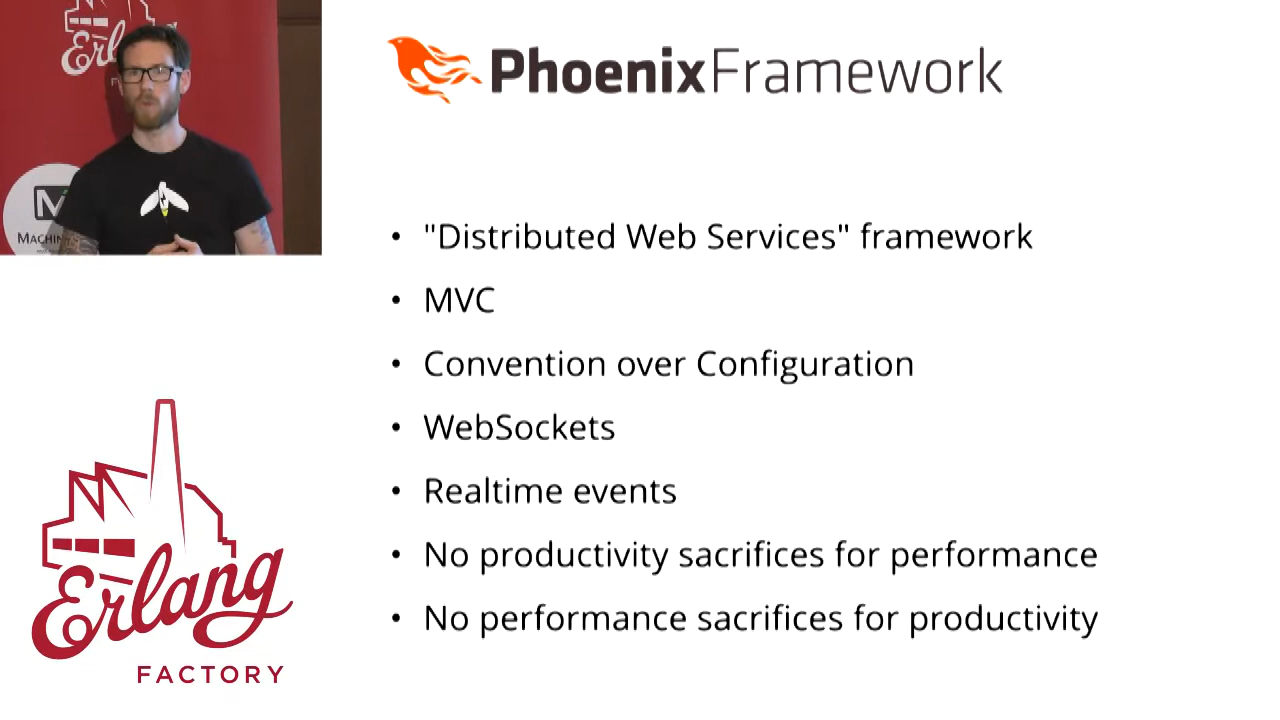 Erlang
PhoenixFramework
"Distributed Web Services" framework
MVC
Convention over Configuration
WebSockets
Realtime events
No productivity sacrifices for performance
No performance sacrifices for productivity
Erlang
FACTORY